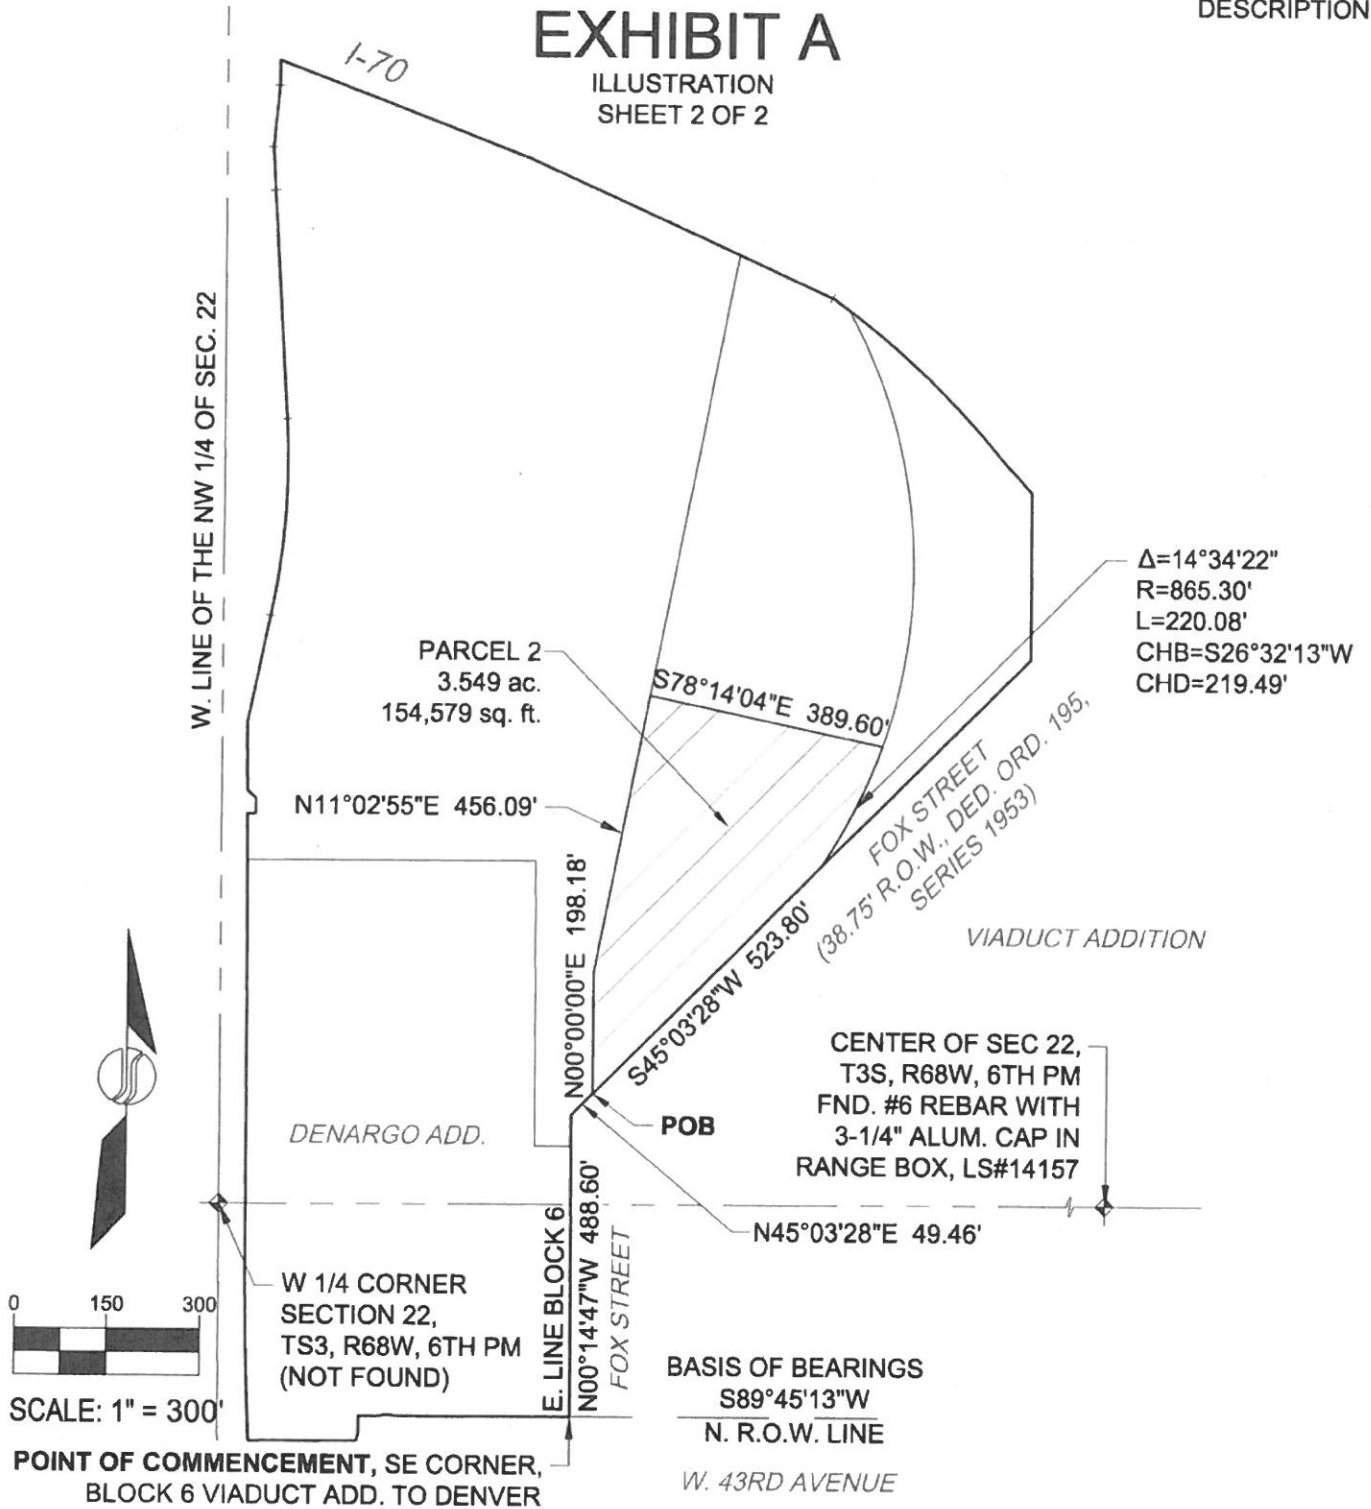 DESCRIPTION
EXHIBIT A
ILLUSTRATION
SHEET 2 OF 2
I-70
W. LINE OF THE NW 1/4 OF SEC. 22
Δ=14°34'22"
R=865.30'
L=220.08'
CHB=S26°32'13"W
CHD=219.49'
PARCEL 2
3.549 ac.
154,579 sq. ft.
S78°14'04"E 389.60'
N11°02'55"E 456.09'
FOX STREET
(38.75' R.O.W., DED. ORD. 195,
SERIES 1953)
N00°00'00"E 198.18'
S45°03'28"W 523.80'
VIADUCT ADDITION
CENTER OF SEC 22,
T3S, R68W, 6TH PM
FND. #6 REBAR WITH
3-1/4" ALUM. CAP IN
RANGE BOX, LS#14157
POB
DENARGO ADD.
N45°03'28"E 49.46'
W 1/4 CORNER
SECTION 22,
TS3, R68W, 6TH PM
(NOT FOUND)
E. LINE BLOCK 6
N00°14'47"W 488.60'
FOX STREET
0 150 300
SCALE: 1" = 300'
BASIS OF BEARINGS
S89°45'13"W
N. R.O.W. LINE
W. 43RD AVENUE
POINT OF COMMENCEMENT, SE CORNER,
BLOCK 6 VIADUCT ADD. TO DENVER